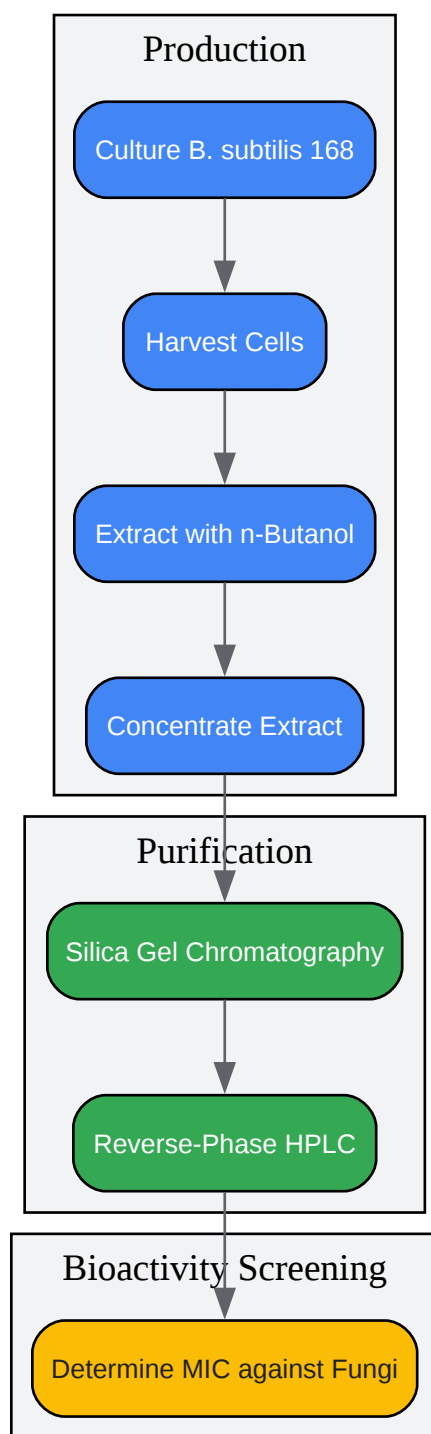 Production
Culture B. subtilis 168
Harvest Cells
Extract with n-Butanol
Concentrate Extract
Purification
Silica Gel Chromatography
Reverse-Phase HPLC
Bioactivity Screening
Determine MIC against Fungi